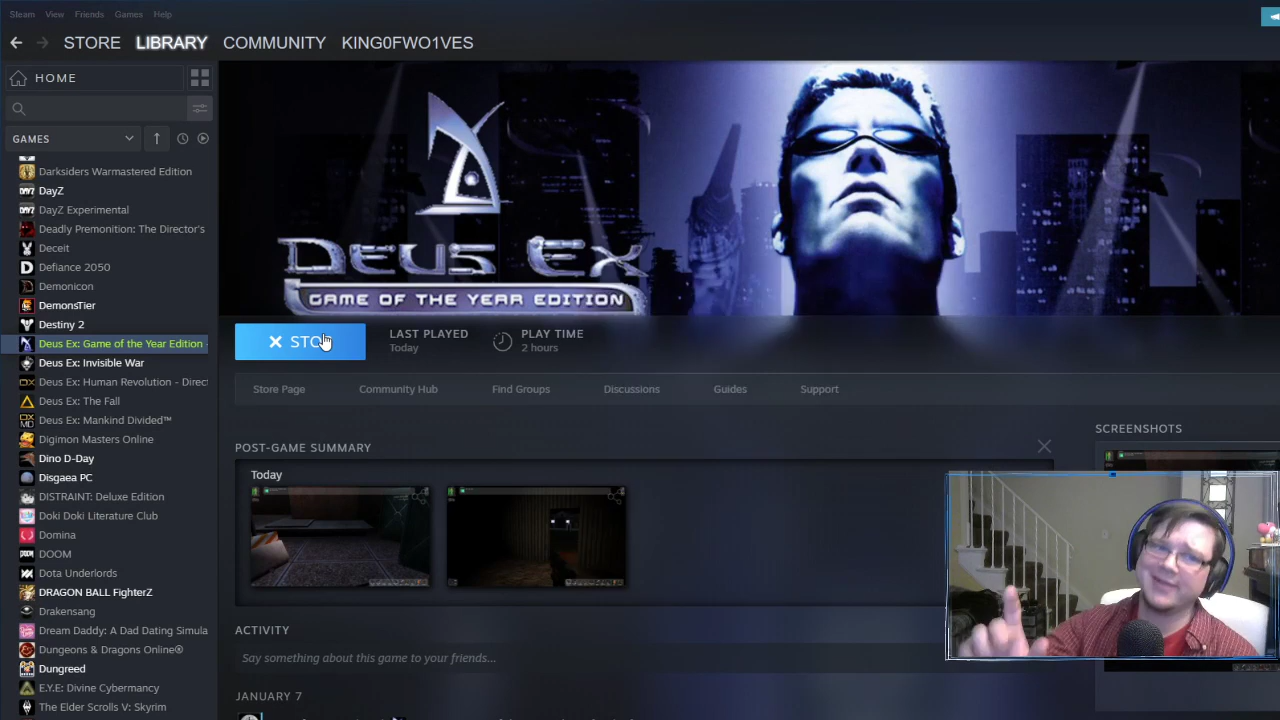 Steam View Friends Games Help
STORE LIBRARY COMMUNITY KING0FWO1VES
HOME
GAMES
Darksiders Warmastered Edition
DayZ
DayZ Experimental
Deadly Premonition: The Director's
Deceit
Defiance 2050
Demonicon
DemonsTier
Destiny 2
Deus Ex: Game of the Year Edition -
Deus Ex: Invisible War
Deus Ex: Human Revolution - Direct
Deus Ex: The Fall
Deus Ex: Mankind Divided™
Digimon Masters Online
Dino D-Day
Disgaea PC
DISTRAINT: Deluxe Edition
Doki Doki Literature Club
Domina
DOOM
Dota Underlords
DRAGON BALL FighterZ
Drakensang
Dream Daddy: A Dad Dating Simula
Dungeons & Dragons Online®
Dungreed
E.Y.E: Divine Cybermancy
The Elder Scrolls V: Skyrim
DEUS EX
GAME OF THE YEAR EDITION
STO
LAST PLAYED
Today
PLAY TIME
2 hours
Store Page Community Hub Find Groups Discussions Guides Support
POST-GAME SUMMARY
Today
SCREENSHOTS
ACTIVITY
Say something about this game to your friends...
JANUARY 7